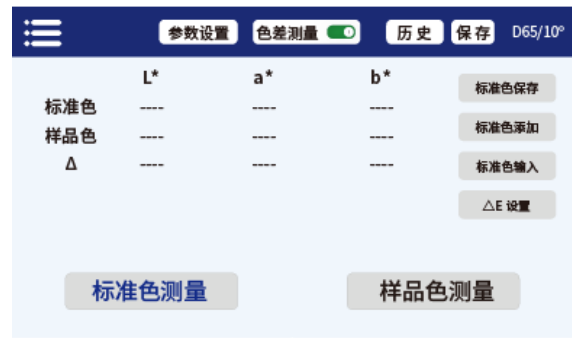 参数设置 色差测量 历史 保存 D65/10°
L* a* b*
标准色 ---- ---- ----
样品色 ---- ---- ----
Δ ---- ---- ----
标准色保存
标准色添加
标准色输入
△E 设置
标准色测量 样品色测量